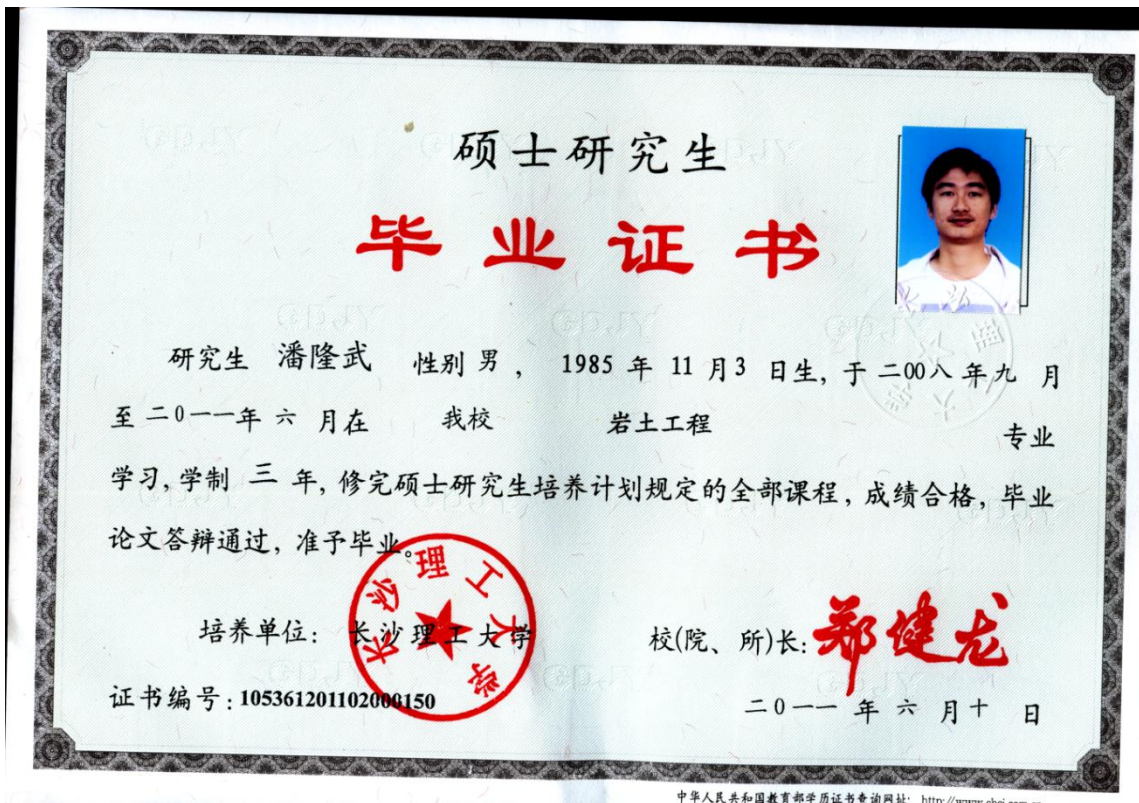 硕士研究生
毕业证书
研究生 潘隆武 性别 男 , 1985 年 11 月 3 日生, 于 二00八 年 九 月
至 二0一一年 六 月在 我校 岩土工程 专业
学习, 学制 三 年, 修完硕士研究生培养计划规定的全部课程, 成绩合格, 毕业
论文答辩通过, 准予毕业。
长沙理工大学
培养单位: 长沙理工大学 校(院、所)长: 郑健龙
证书编号: 105361201102000150 二0一一 年 六 月 十 日
中华人民共和国教育部学历证书查询网址: